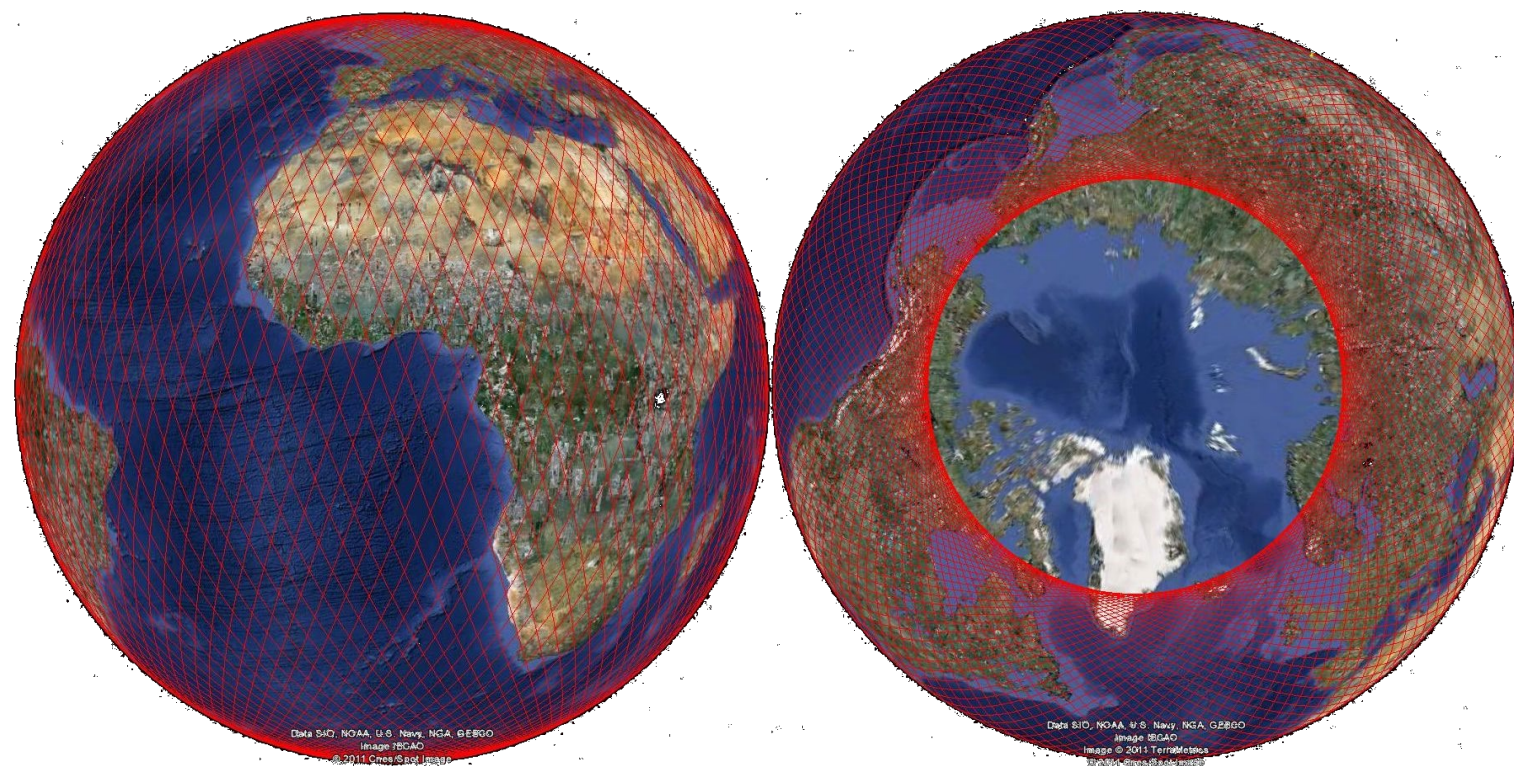 Data SIO, NOAA, U.S. Navy, NGA, GEBCO
Image IBCAO
© 2011 Cnes/Spot Image
Data SIO, NOAA, U.S. Navy, NGA, GEBCO
Image IBCAO
Image © 2011 TerraMetrics